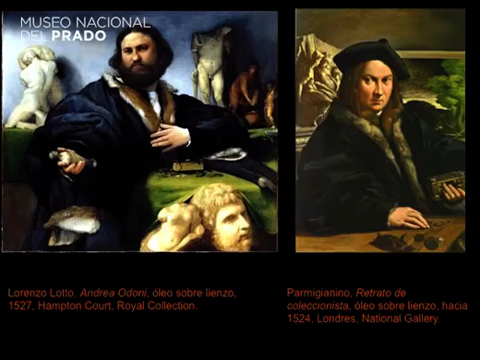 MUSEO NACIONAL
DEL PRADO
Lorenzo Lotto, Andrea Odoni, óleo sobre lienzo,
1527, Hampton Court, Royal Collection.
Parmigianino, Retrato de
coleccionista, óleo sobre lienzo, hacia
1524, Londres, National Gallery.